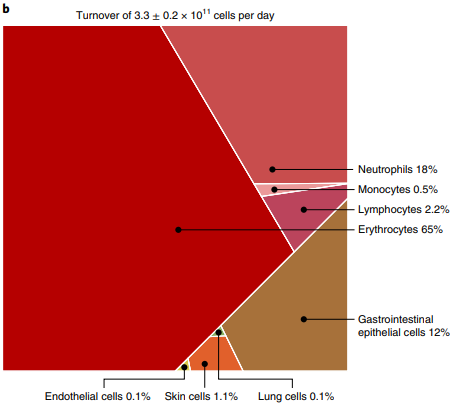 b
Turnover of 3.3 ± 0.2 × 10¹¹ cells per day
Neutrophils 18%
Monocytes 0.5%
Lymphocytes 2.2%
Erythrocytes 65%
Gastrointestinal
epithelial cells 12%
Endothelial cells 0.1%
Skin cells 1.1%
Lung cells 0.1%